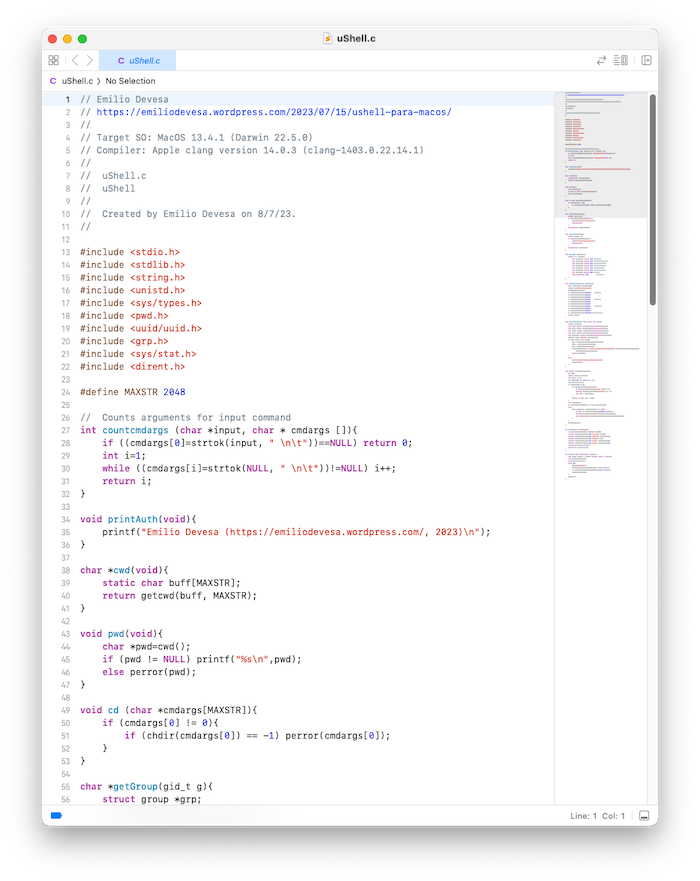 uShell.c
C uShell.c
C uShell.c 〉 No Selection
1 // Emilio Devesa
2 // https://emiliodevesa.wordpress.com/2023/07/15/ushell-para-macos/
3 //
4 // Target SO: MacOS 13.4.1 (Darwin 22.5.0)
5 // Compiler: Apple clang version 14.0.3 (clang-1403.0.22.14.1)
6 //
7 //  uShell.c
8 //  uShell
9 //
10 //  Created by Emilio Devesa on 8/7/23.
11 //
12
13 #include <stdio.h>
14 #include <stdlib.h>
15 #include <string.h>
16 #include <unistd.h>
17 #include <sys/types.h>
18 #include <pwd.h>
19 #include <uuid/uuid.h>
20 #include <grp.h>
21 #include <sys/stat.h>
22 #include <dirent.h>
23
24 #define MAXSTR 2048
25
26 //  Counts arguments for input command
27 int countcmdargs (char *input, char * cmdargs []){
28     if ((cmdargs[0]=strtok(input, " \n\t"))==NULL) return 0;
29     int i=1;
30     while ((cmdargs[i]=strtok(NULL, " \n\t"))!=NULL) i++;
31     return i;
32 }
33
34 void printAuth(void){
35     printf("Emilio Devesa (https://emiliodevesa.wordpress.com/, 2023)\n");
36 }
37
38 char *cwd(void){
39     static char buff[MAXSTR];
40     return getcwd(buff, MAXSTR);
41 }
42
43 void pwd(void){
44     char *pwd=cwd();
45     if (pwd != NULL) printf("%s\n",pwd);
46     else perror(pwd);
47 }
48
49 void cd (char *cmdargs[MAXSTR]){
50     if (cmdargs[0] != 0){
51         if (chdir(cmdargs[0]) == -1) perror(cmdargs[0]);
52     }
53 }
54
55 char *getGroup(gid_t g){
56     struct group *grp;
Line: 1  Col: 1